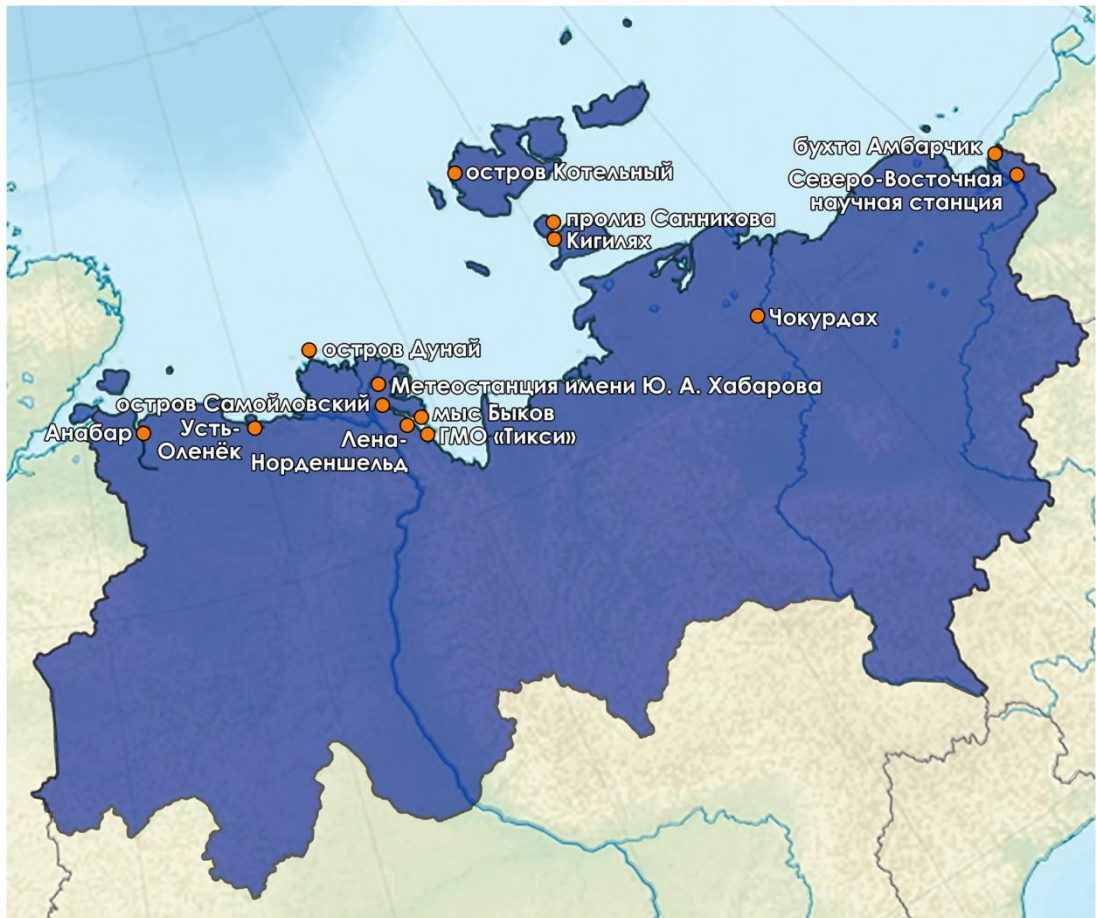 бухта Амбарчик
остров Котельный
Северо-Восточная
научная станция
пролив Санникова
Кигилях
Чокурдах
остров Дунай
Метеостанция имени Ю. А. Хабарова
остров Самойловский
мыс Быков
Анабар
Усть-
Оленёк
Лена-
Норденшельд
ГМО «Тикси»